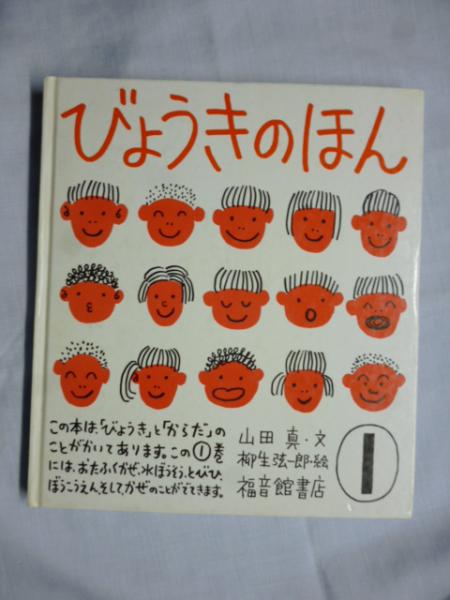 びょうきのほん
この本は、「びょうき」と「からだ」の
ことがかいてあります。この①巻
には、おたふくかぜ、水ぼうそう、とびひ、
ぼうこうえん、そして、かぜのことがでてきます。
山田 真・文
柳生弦一郎・絵
福音館書店
1